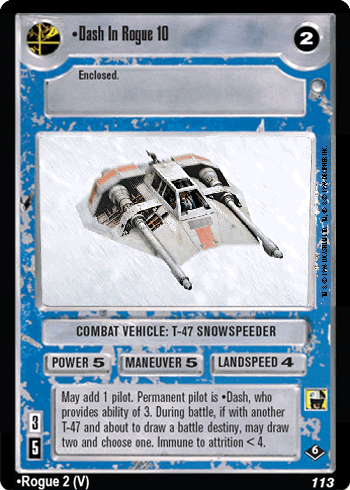 •Dash In Rogue 10
2
Enclosed.
COMBAT VEHICLE: T-47 SNOWSPEEDER
POWER 5 MANEUVER 5 LANDSPEED 4
May add 1 pilot. Permanent pilot is •Dash, who
provides ability of 3. During battle, if with another
T-47 and about to draw a battle destiny, may draw
two and choose one. Immune to attrition < 4.
3
5
6
•Rogue 2 (V)
113